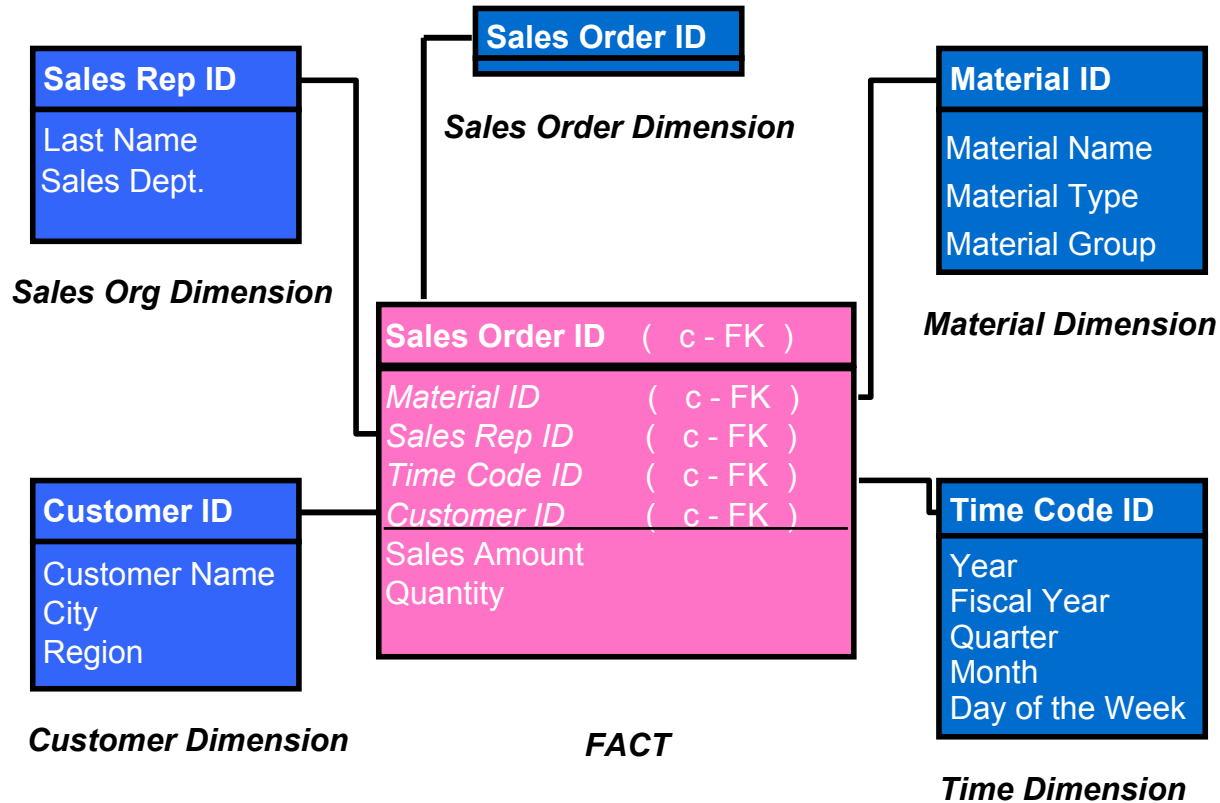 Sales Order ID
Sales Order Dimension
Sales Rep ID
Last Name
Sales Dept.
Sales Org Dimension
Material ID
Material Name
Material Type
Material Group
Material Dimension
Sales Order ID ( c - FK )
Material ID ( c - FK )
Sales Rep ID ( c - FK )
Time Code ID ( c - FK )
Customer ID ( c - FK )
Sales Amount
Quantity
FACT
Customer ID
Customer Name
City
Region
Customer Dimension
Time Code ID
Year
Fiscal Year
Quarter
Month
Day of the Week
Time Dimension